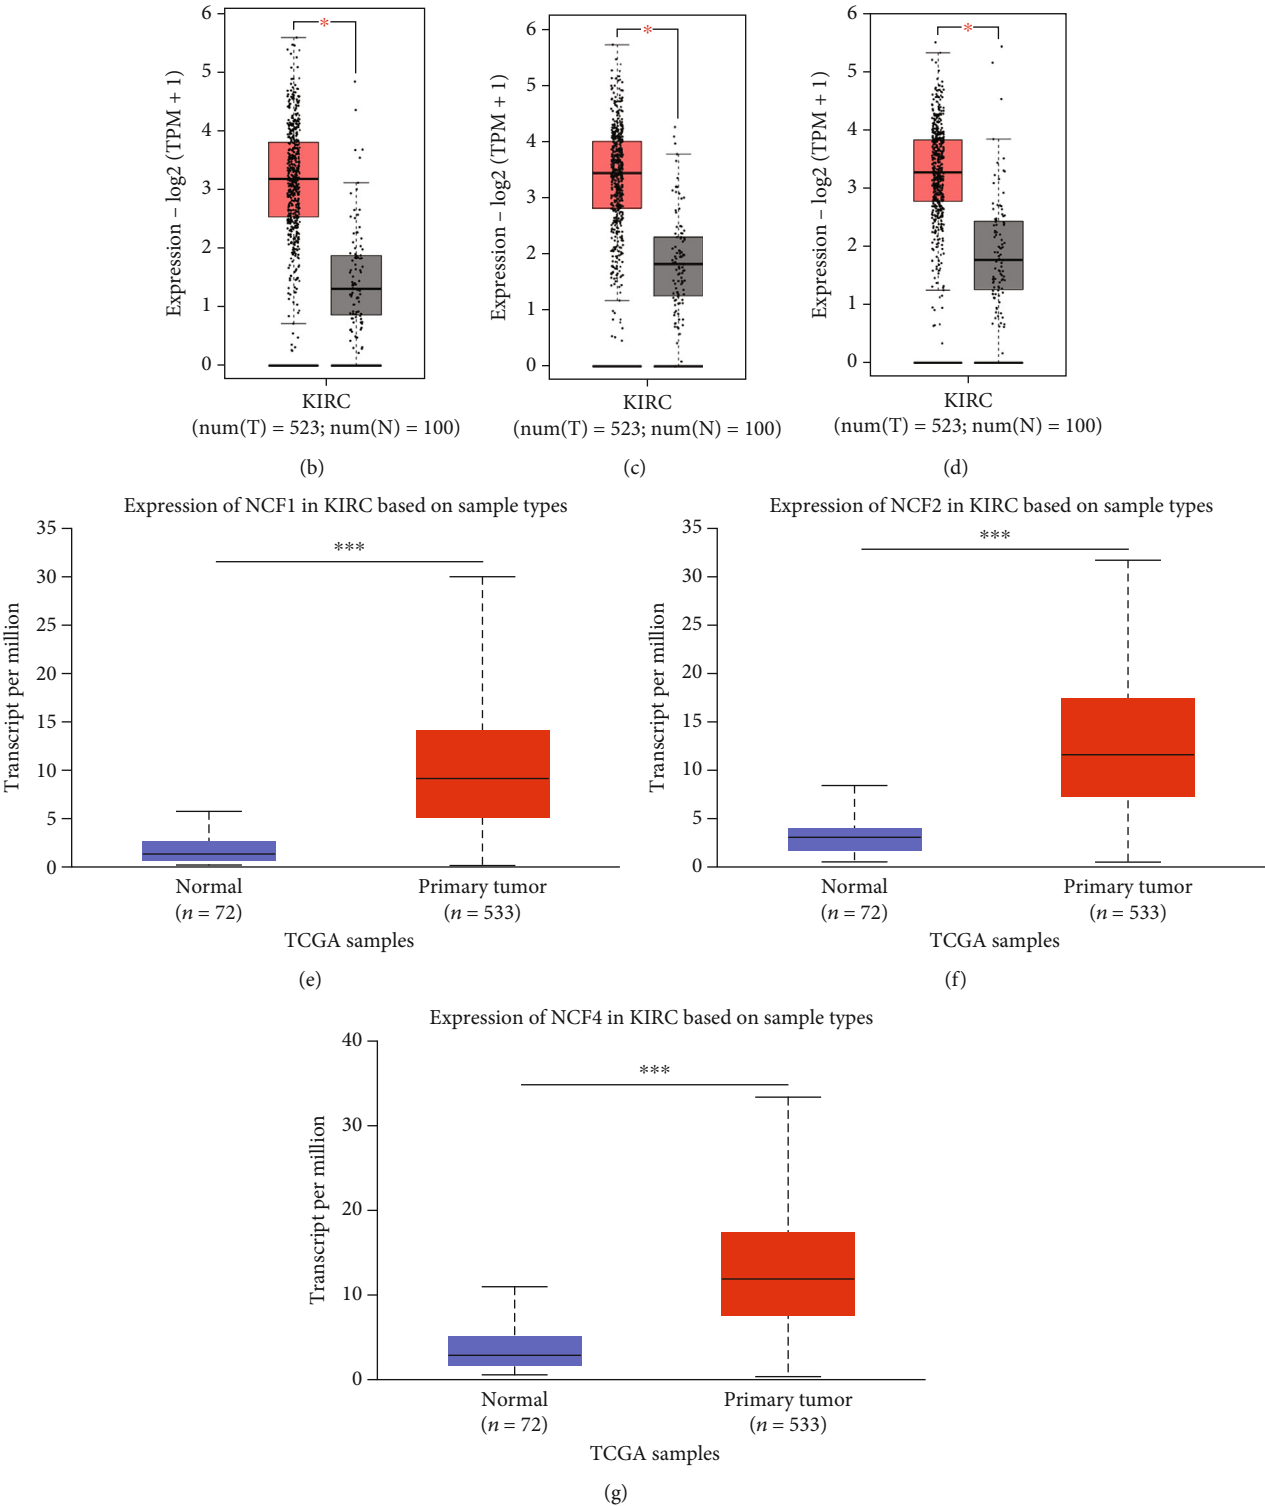 6
5
4
3
2
1
0
Expression – log2 (TPM + 1)
*
KIRC
(num(T) = 523; num(N) = 100)
(b)
6
5
4
3
2
1
0
Expression – log2 (TPM + 1)
*
KIRC
(num(T) = 523; num(N) = 100)
(c)
6
5
4
3
2
1
0
Expression – log2 (TPM + 1)
*
KIRC
(num(T) = 523; num(N) = 100)
(d)
Expression of NCF1 in KIRC based on sample types
35
30
25
20
15
10
5
0
Transcript per million
***
Normal
(n = 72)
Primary tumor
(n = 533)
TCGA samples
(e)
Expression of NCF2 in KIRC based on sample types
35
30
25
20
15
10
5
0
Transcript per million
***
Normal
(n = 72)
Primary tumor
(n = 533)
TCGA samples
(f)
Expression of NCF4 in KIRC based on sample types
40
30
20
10
0
Transcript per million
***
Normal
(n = 72)
Primary tumor
(n = 533)
TCGA samples
(g)